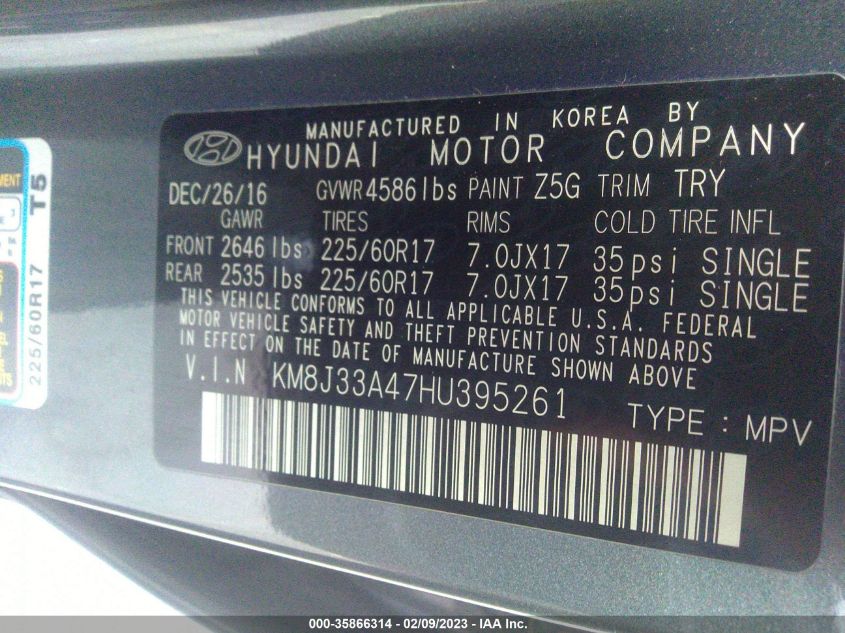 MANUFACTURED IN KOREA BY
HYUNDAI MOTOR COMPANY
DEC/26/16 GVWR 4586 lbs PAINT Z5G TRIM TRY
GAWR TIRES RIMS COLD TIRE INFL
FRONT 2646 lbs 225/60R17 7.0JX17 35psi SINGLE
REAR 2535 lbs 225/60R17 7.0JX17 35psi SINGLE
THIS VEHICLE CONFORMS TO ALL APPLICABLE U.S.A. FEDERAL
MOTOR VEHICLE SAFETY AND THEFT PREVENTION STANDARDS
IN EFFECT ON THE DATE OF MANUFACTURE SHOWN ABOVE
V.I.N KM8J33A47HU395261
TYPE : MPV
225/60R17 T5
000-35866314 - 02/09/2023 - IAA Inc.